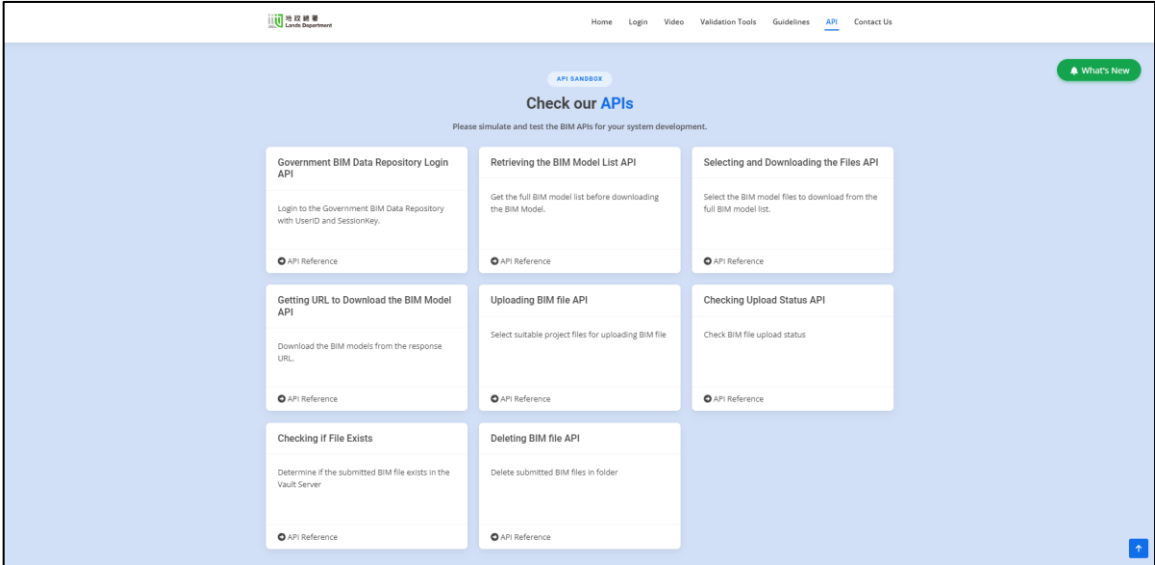 地政總署
Lands Department
Home Login Video Validation Tools Guidelines API Contact Us
What's New
API SANDBOX
Check our APIs
Please simulate and test the BIM APIs for your system development.
Government BIM Data Repository Login
API
Login to the Government BIM Data Repository
with UserID and SessionKey.
API Reference
Retrieving the BIM Model List API
Get the full BIM model list before downloading
the BIM Model.
API Reference
Selecting and Downloading the Files API
Select the BIM model files to download from the
full BIM model list.
API Reference
Getting URL to Download the BIM Model
API
Download the BIM models from the response
URL.
API Reference
Uploading BIM file API
Select suitable project files for uploading BIM file
API Reference
Checking Upload Status API
Check BIM file upload status
API Reference
Checking if File Exists
Determine if the submitted BIM file exists in the
Vault Server
API Reference
Deleting BIM file API
Delete submitted BIM files in folder
API Reference